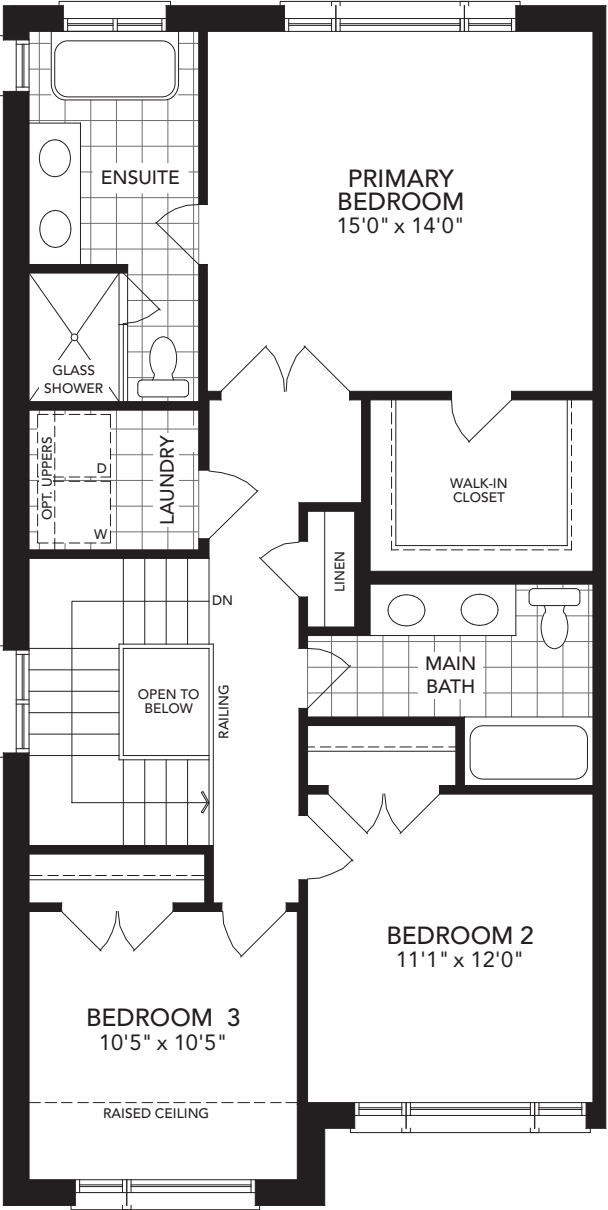 ENSUITE
PRIMARY
BEDROOM
15'0" x 14'0"
GLASS
SHOWER
OPT. UPPERS
D
W
LAUNDRY
WALK-IN
CLOSET
LINEN
DN
OPEN TO
BELOW
RAILING
MAIN
BATH
BEDROOM 2
11'1" x 12'0"
BEDROOM 3
10'5" x 10'5"
RAISED CEILING